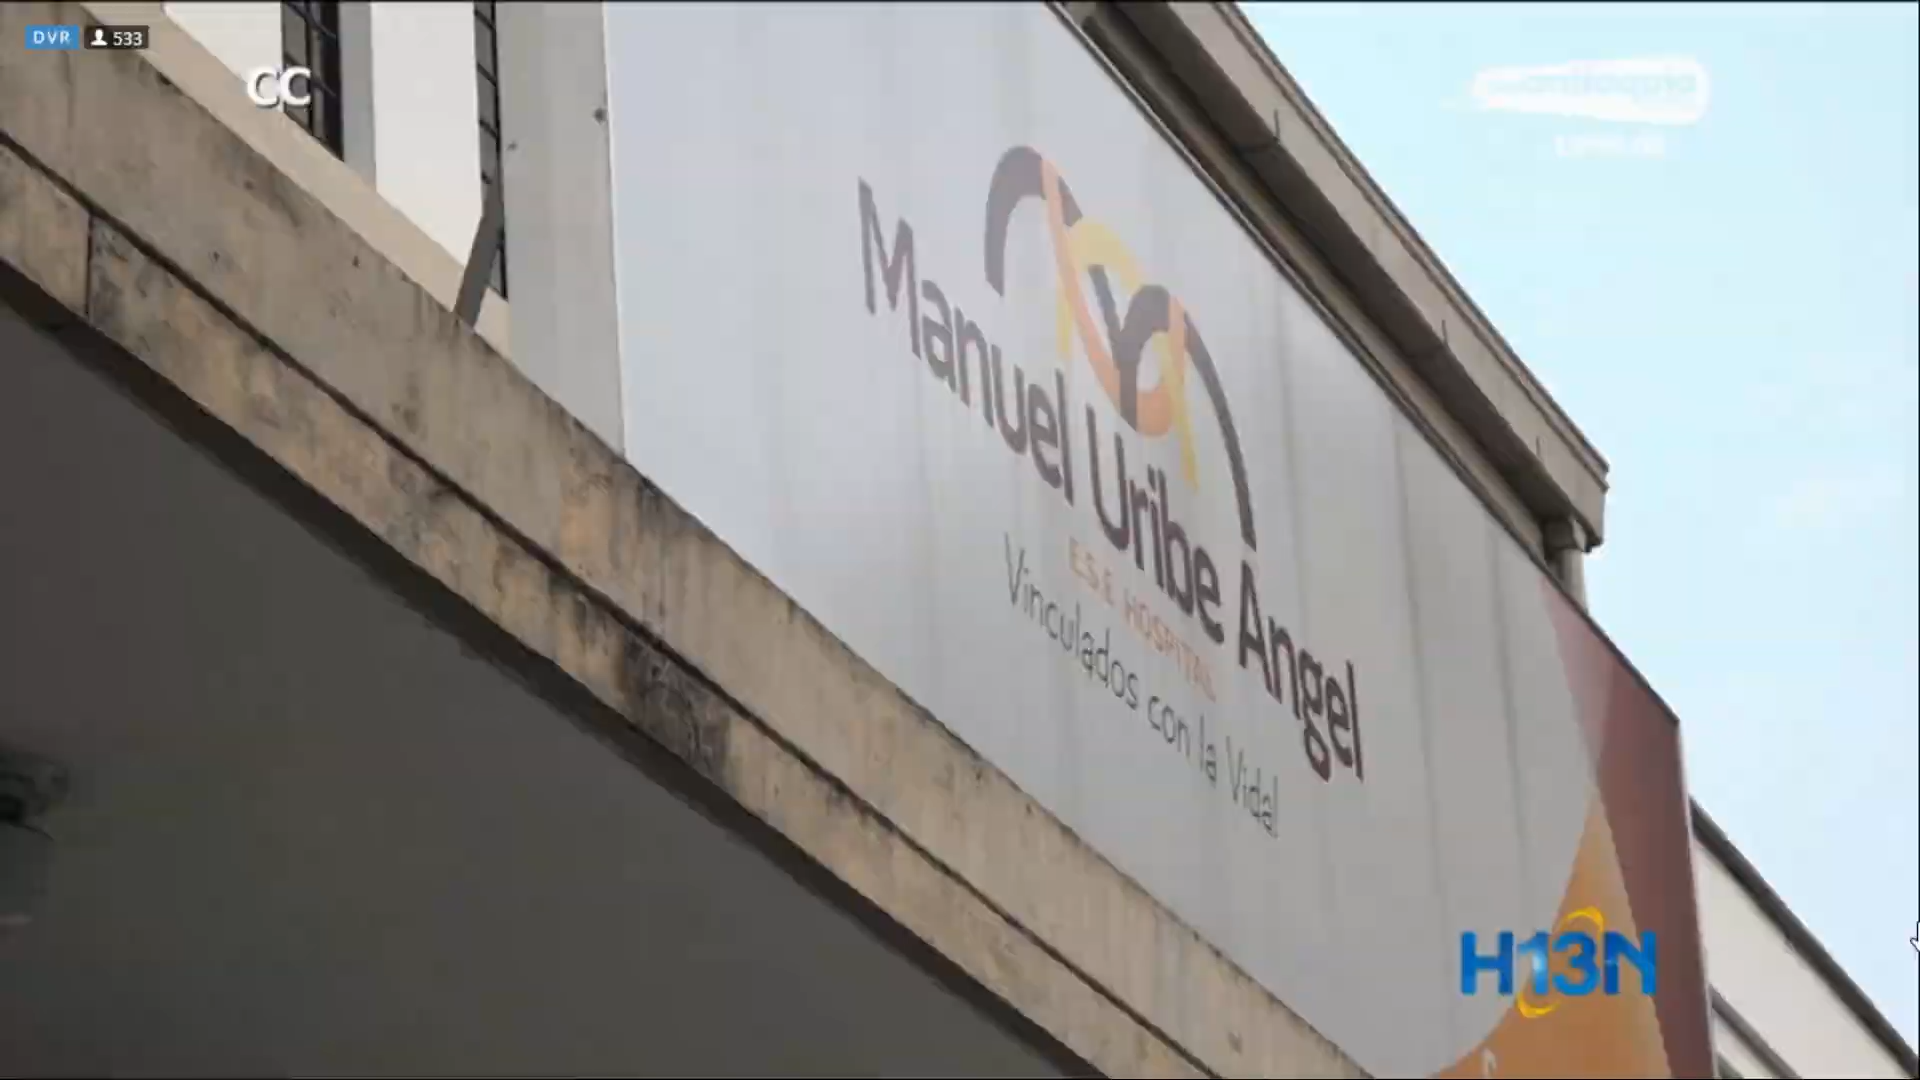 DVR 533
CC
Manuel Uribe Angel
E.S.E HOSPITAL
Vinculados con la Vida!
H13N